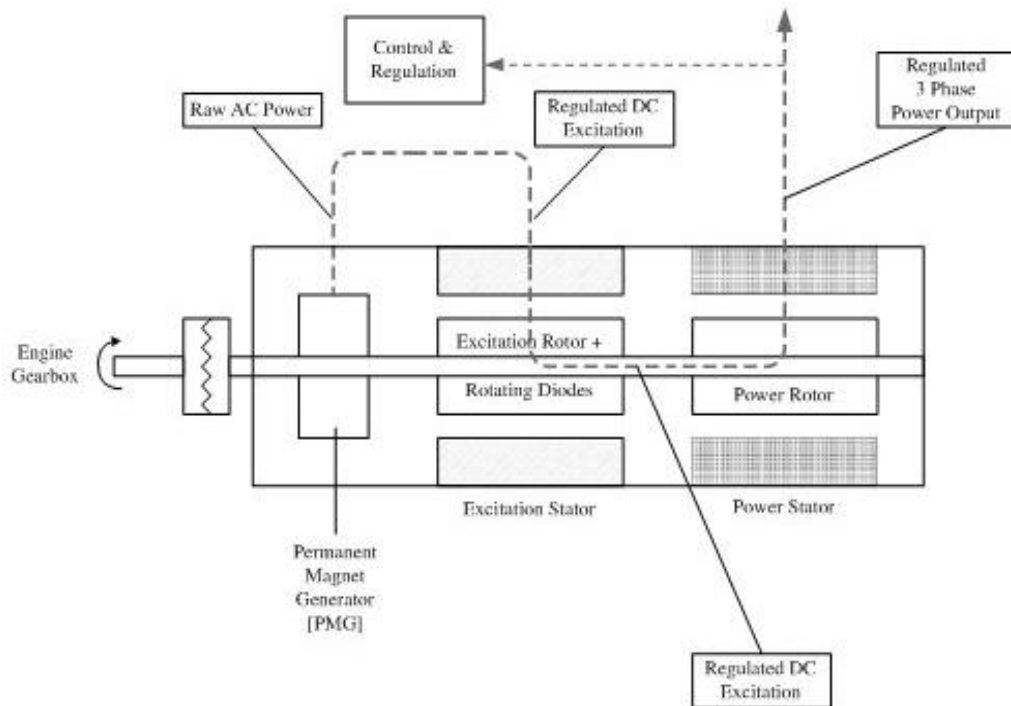 Control &
Regulation
Regulated
3 Phase
Power Output
Raw AC Power
Regulated DC
Excitation
Engine
Gearbox
Excitation Rotor +
Rotating Diodes
Power Rotor
Excitation Stator
Power Stator
Permanent
Magnet
Generator
[PMG]
Regulated DC
Excitation